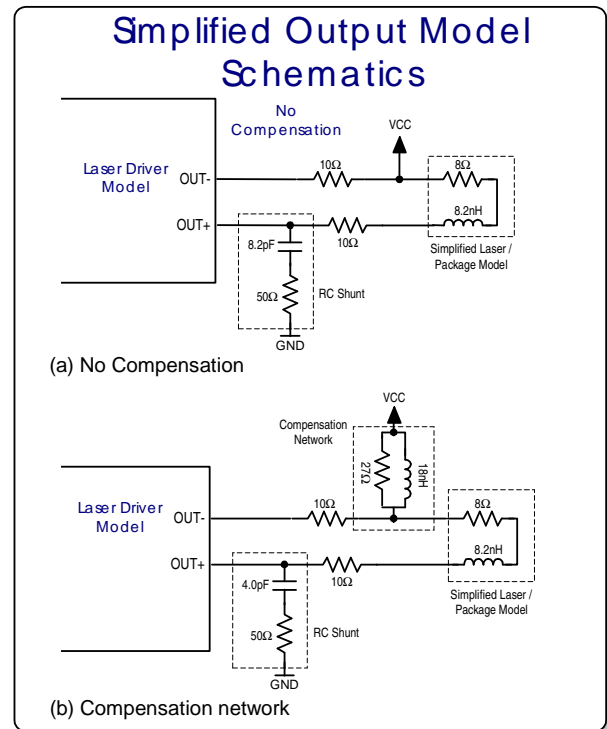 Simplified Output Model
Schematics
No
Compensation
VCC
Laser Driver
Model
OUT-
10Ω
8Ω
OUT+
8.2nH
10Ω
8.2pF
Simplified Laser /
Package Model
50Ω
RC Shunt
GND
(a) No Compensation
VCC
Compensation
Network
27Ω
18nH
Laser Driver
Model
OUT-
10Ω
8Ω
OUT+
8.2nH
10Ω
4.0pF
Simplified Laser /
Package Model
50Ω
RC Shunt
GND
(b) Compensation network